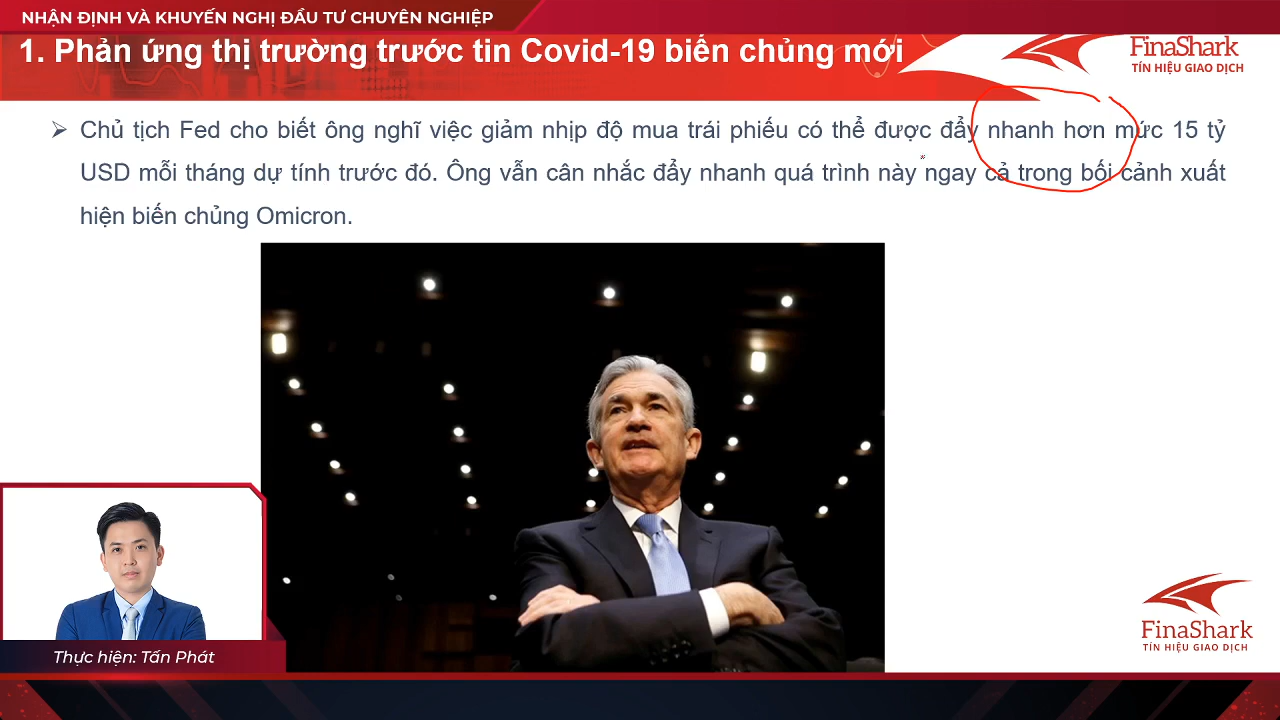 NHẬN ĐỊNH VÀ KHUYẾN NGHỊ ĐẦU TƯ CHUYÊN NGHIỆP
1. Phản ứng thị trường trước tin Covid-19 biến chủng mới
FinaShark
TÍN HIỆU GIAO DỊCH
➢ Chủ tịch Fed cho biết ông nghĩ việc giảm nhịp độ mua trái phiếu có thể được đẩy nhanh hơn mức 15 tỷ
USD mỗi tháng dự tính trước đó. Ông vẫn cân nhắc đẩy nhanh quá trình này ngay cả trong bối cảnh xuất
hiện biến chủng Omicron.
Thực hiện: Tấn Phát
FinaShark
TÍN HIỆU GIAO DỊCH